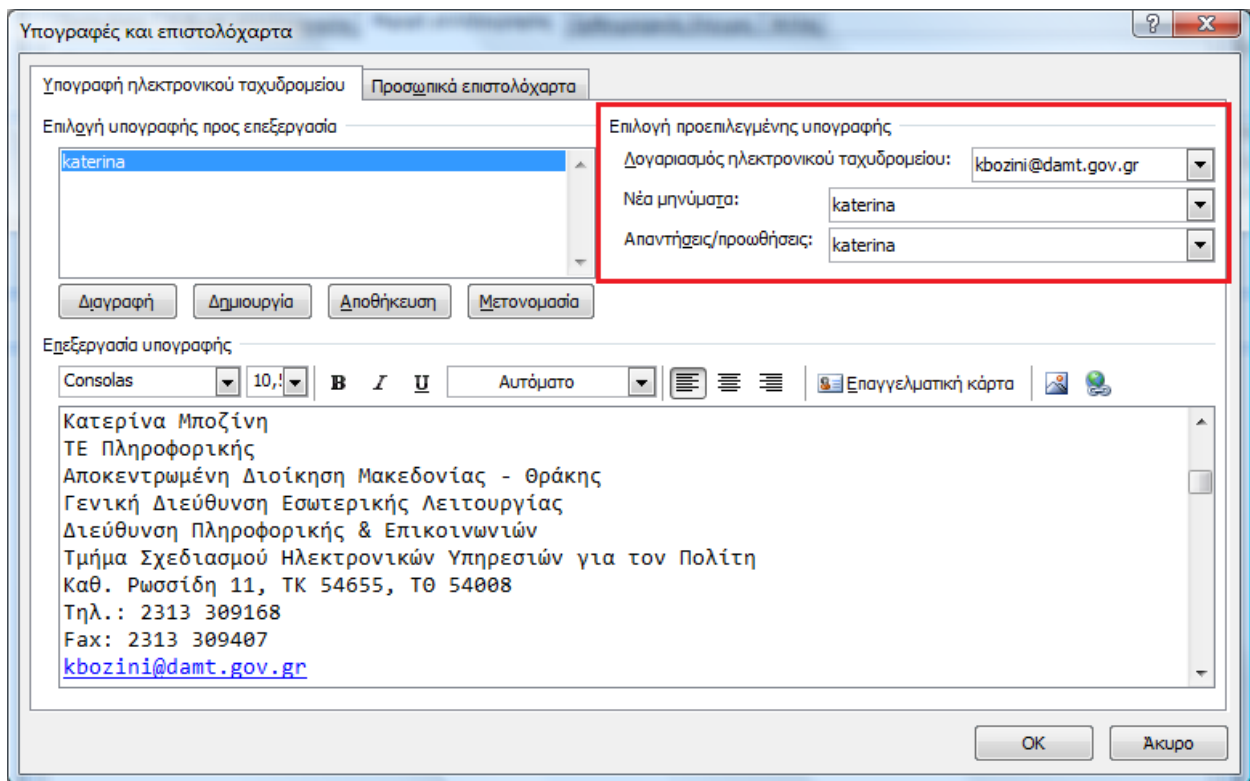 Υπογραφές και επιστολόχαρτα
Υπογραφή ηλεκτρονικού ταχυδρομείου
Προσωπικά επιστολόχαρτα
Επιλογή υπογραφής προς επεξεργασία
katerina
Επιλογή προεπιλεγμένης υπογραφής
Λογαριασμός ηλεκτρονικού ταχυδρομείου: kbozini@damt.gov.gr
Νέα μηνύματα: katerina
Απαντήσεις/προωθήσεις: katerina
Διαγραφή Δημιουργία Αποθήκευση Μετονομασία
Επεξεργασία υπογραφής
Consolas 10, B I U Αυτόματο Επαγγελματική κάρτα
Κατερίνα Μποζίνη
ΤΕ Πληροφορικής
Αποκεντρωμένη Διοίκηση Μακεδονίας - Θράκης
Γενική Διεύθυνση Εσωτερικής Λειτουργίας
Διεύθυνση Πληροφορικής & Επικοινωνιών
Τμήμα Σχεδιασμού Ηλεκτρονικών Υπηρεσιών για τον Πολίτη
Καθ. Ρωσσίδη 11, ΤΚ 54655, ΤΘ 54008
Τηλ.: 2313 309168
Fax: 2313 309407
kbozini@damt.gov.gr
OK Άκυρο